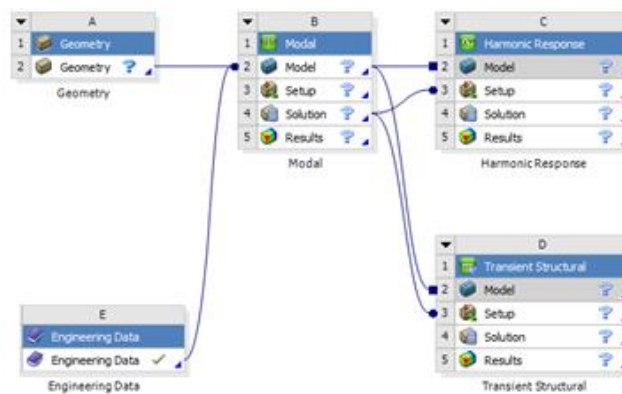 A
1 Geometry
2 Geometry ?
Geometry
B
1 Modal
2 Model ?
3 Setup ?
4 Solution ?
5 Results ?
Modal
C
1 Harmonic Response
2 Model ?
3 Setup ?
4 Solution ?
5 Results ?
Harmonic Response
D
1 Transient Structural
2 Model ?
3 Setup ?
4 Solution ?
5 Results ?
Transient Structural
E
Engineering Data
Engineering Data ✓
Engineering Data